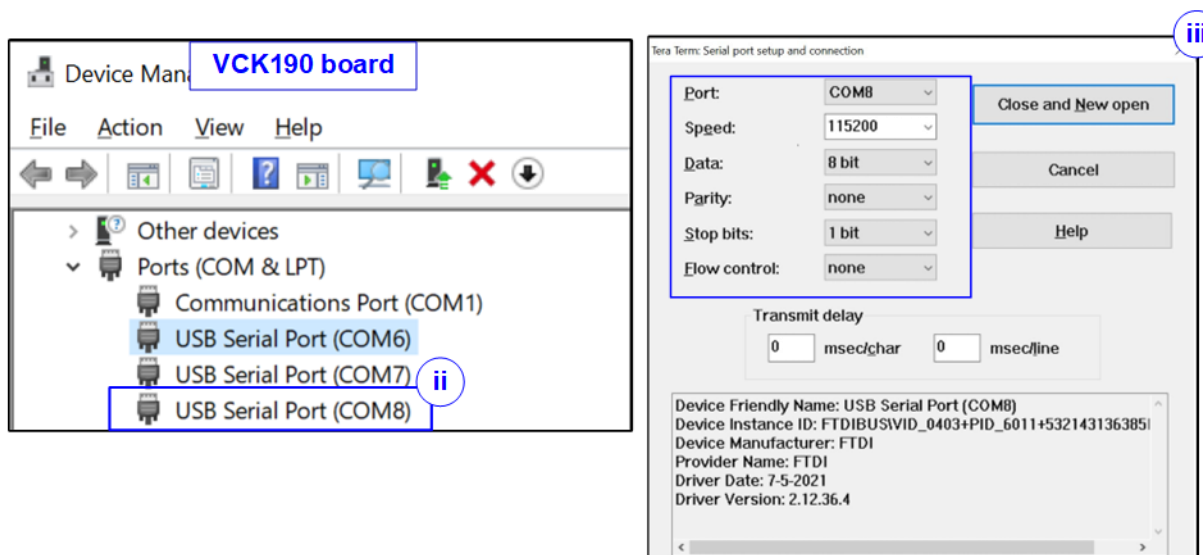 VCK190 board
Device Man
File Action View Help
Other devices
Ports (COM & LPT)
Communications Port (COM1)
USB Serial Port (COM6)
USB Serial Port (COM7)
ii
USB Serial Port (COM8)
iii
Tera Term: Serial port setup and connection
Port: COM8
Close and New open
Speed: 115200
Data: 8 bit
Cancel
Parity: none
Stop bits: 1 bit
Help
Flow control: none
Transmit delay
0 msec/char 0 msec/line
Device Friendly Name: USB Serial Port (COM8)
Device Instance ID: FTDIBUS\VID_0403+PID_6011+532143136385
Device Manufacturer: FTDI
Provider Name: FTDI
Driver Date: 7-5-2021
Driver Version: 2.12.36.4